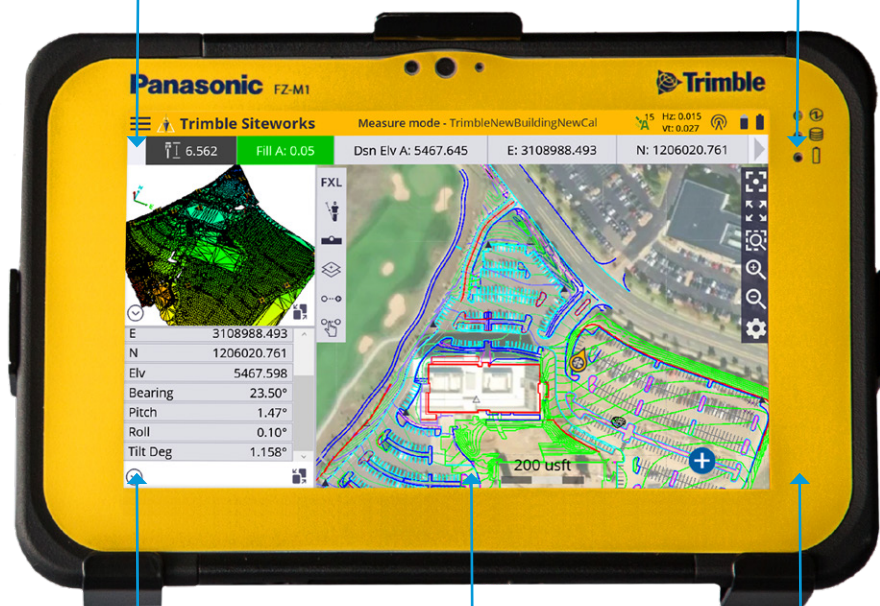 Panasonic FZ-M1
Trimble
Trimble Siteworks
Measure mode - TrimbleNewBuildingNewCal
15
Hz: 0.015
Vt: 0.027
6.562
Fill A: 0.05
Dsn Elv A: 5467.645
E: 3108988.493
N: 1206020.761
FXL
E 3108988.493
N 1206020.761
Elv 5467.598
Bearing 23.50°
Pitch 1.47°
Roll 0.10°
Tilt Deg 1.158°
200 usft